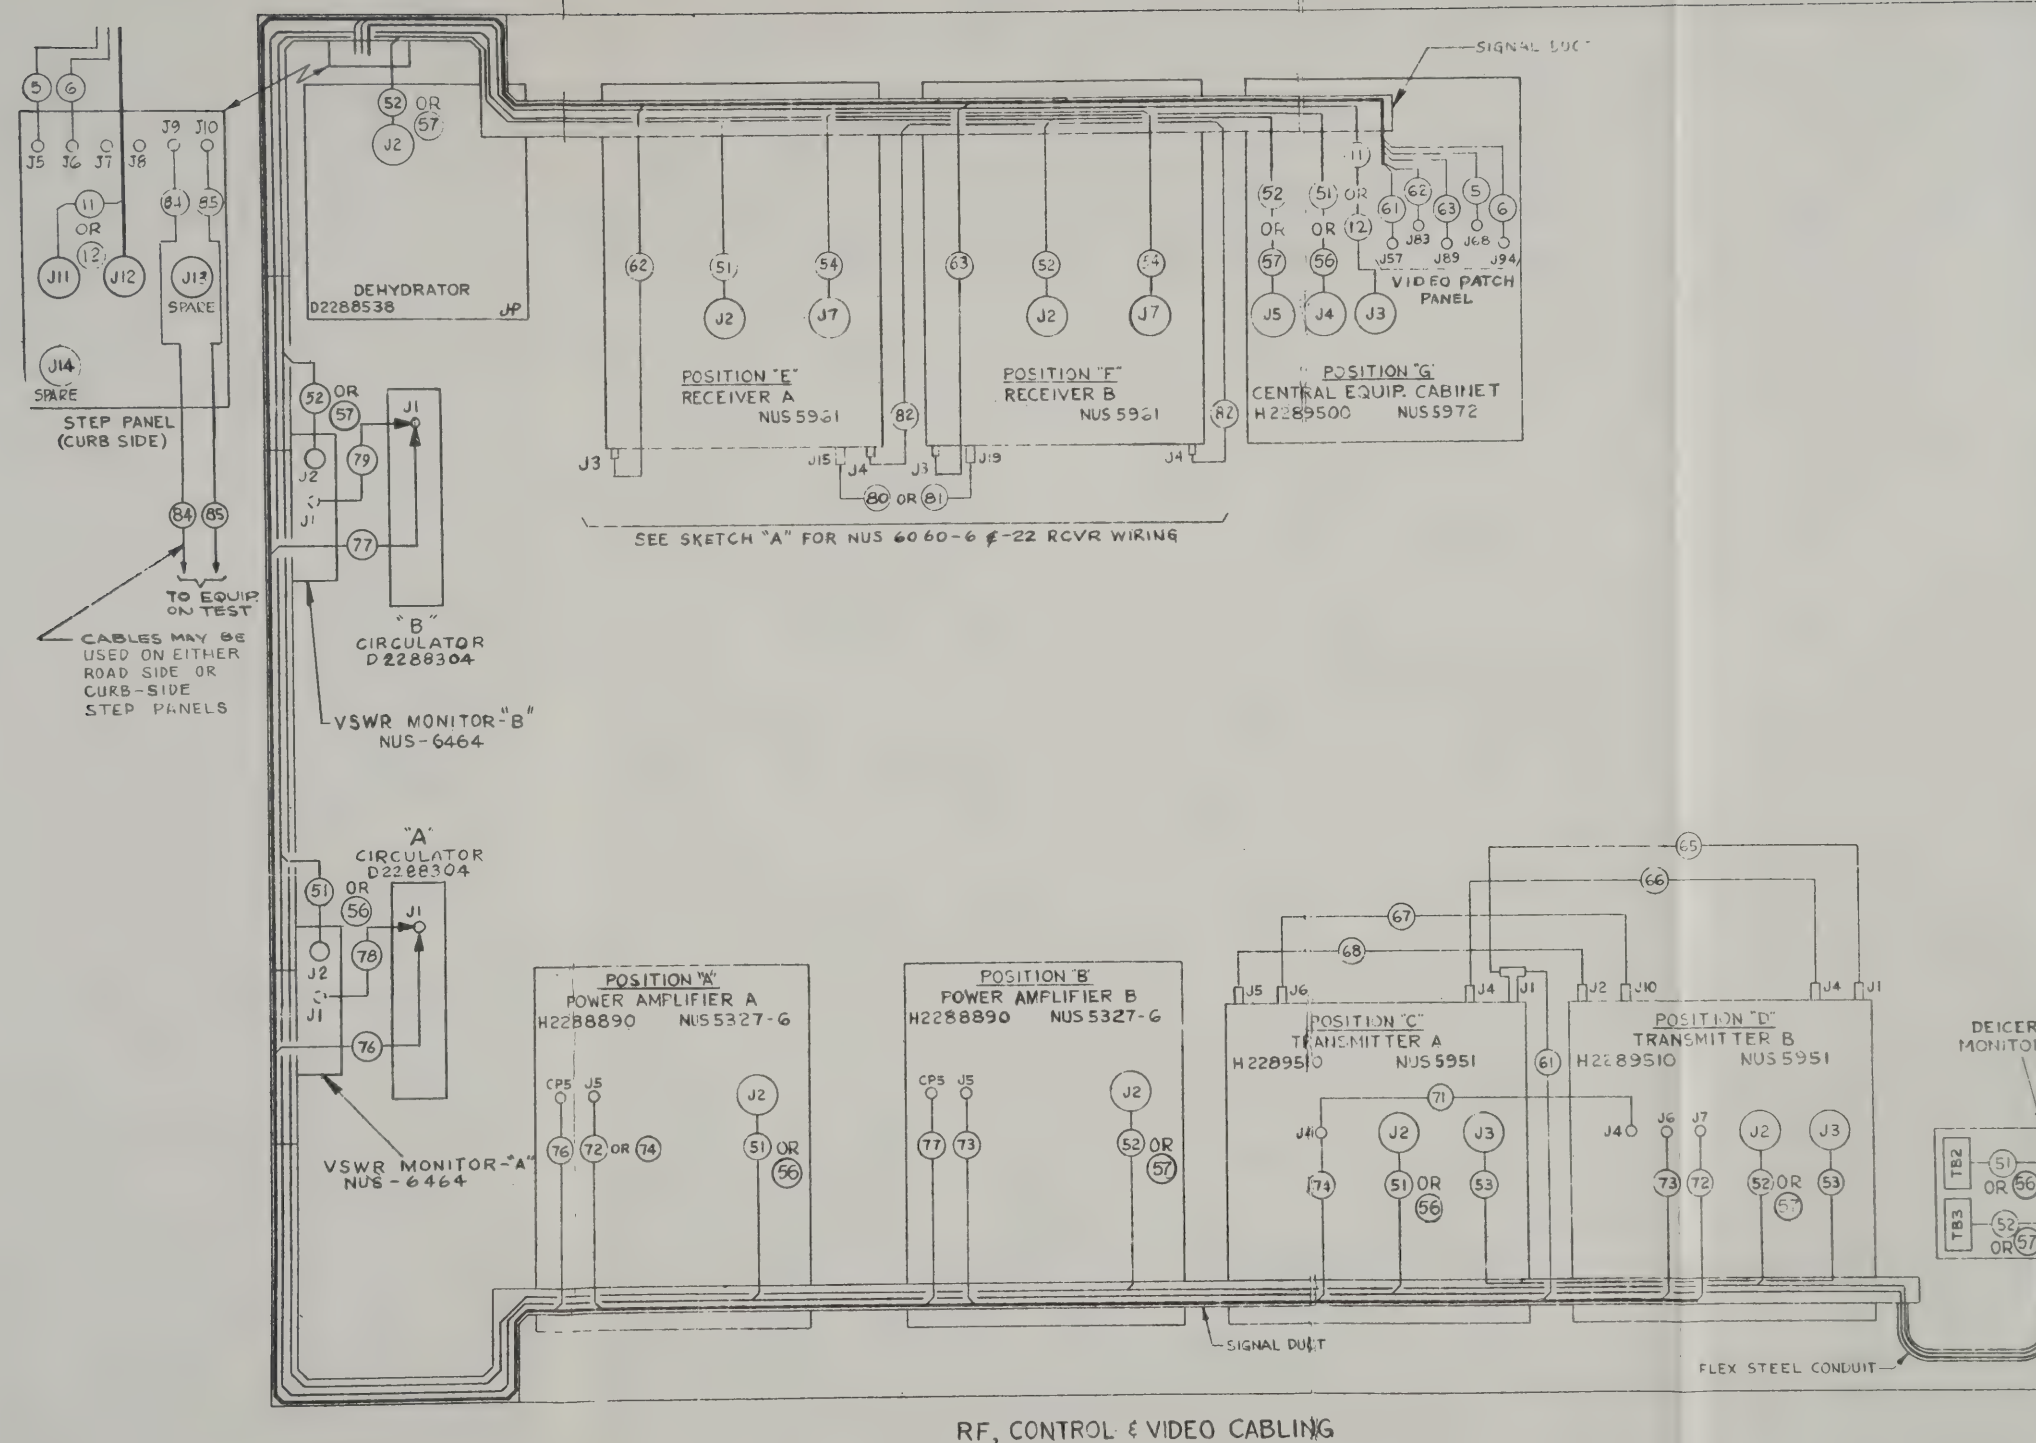 SIGNAL DUCT
5
6
J9
J10
J5
J6
J7
J8
84
85
11
OR
12
J11
J12
J13
SPARE
J14
SPARE
STEP PANEL
(CURB SIDE)
84
85
TO EQUIP.
ON TEST
CABLES MAY BE
USED ON EITHER
ROAD SIDE OR
CURB-SIDE
STEP PANELS
52 OR
57
J2
DEHYDRATOR
D2288538
62
51
54
J2
J7
POSITION "E"
RECEIVER A
NUS 5961
63
52
54
J2
J7
POSITION "F"
RECEIVER B
NUS 5961
52
OR
57
J5
51
OR
56
J4
11
OR
12
J3
61
62
63
5
6
J57
J83
J89
J68
J94
VIDEO PATCH
PANEL
POSITION "G"
CENTRAL EQUIP. CABINET
H2289500 NUS 5972
82
82
J3
J15
J4
J3
J19
J4
80 OR 81
SEE SKETCH "A" FOR NUS 6060-6 & -22 RCVR WIRING
52
OR
57
J1
79
J2
J1
77
"B"
CIRCULATOR
D2288304
VSWR MONITOR-"B"
NUS-6464
"A"
CIRCULATOR
D2288304
51
OR
56
J1
78
J2
J1
76
VSWR MONITOR-"A"
NUS-6464
POSITION "A"
POWER AMPLIFIER A
H2288890 NUS 5327-6
CP5
J5
J2
76
72 OR 74
51 OR
56
POSITION "B"
POWER AMPLIFIER B
H2288890 NUS 5327-6
CP5
J5
J2
77
73
52 OR
57
65
66
67
68
J5
J6
J4
J1
J2
J10
J4
J1
POSITION "C"
TRANSMITTER A
H2289510 NUS 5951
61
71
J4
J2
J3
74
51 OR
56
53
POSITION "D"
TRANSMITTER B
H2289510 NUS 5951
J4
J6
J7
J2
J3
73
72
52 OR
57
53
DEICER
MONITOR
TB2
51
OR 56
TB3
52
OR 57
SIGNAL DUCT
FLEX STEEL CONDUIT
RF, CONTROL & VIDEO CABLING